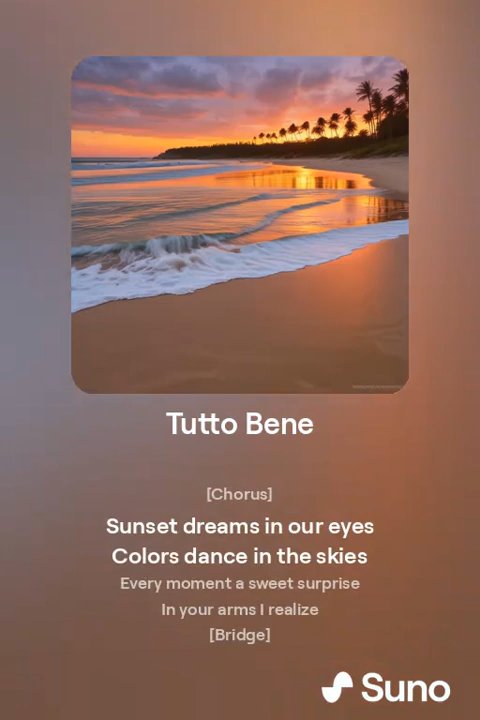 Tutto Bene
[Chorus]
Sunset dreams in our eyes
Colors dance in the skies
Every moment a sweet surprise
In your arms I realize
[Bridge]
Suno